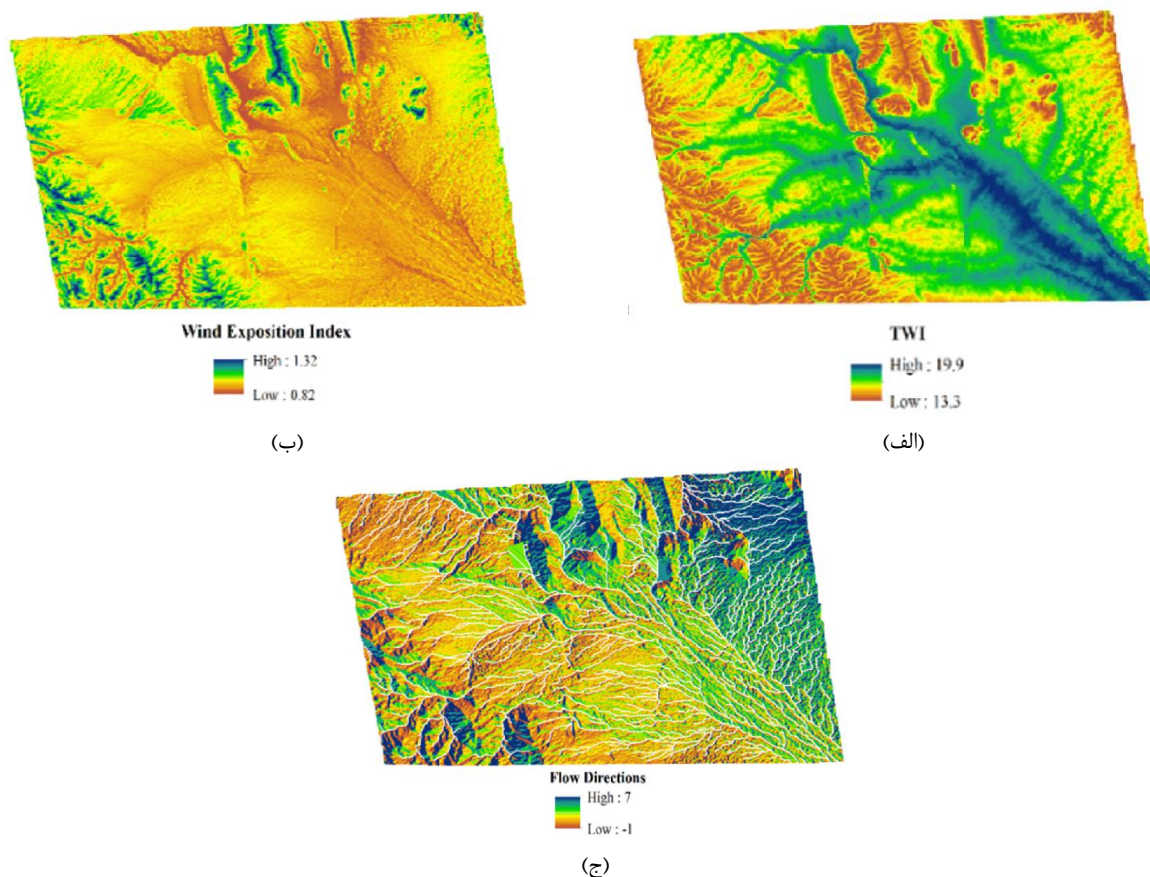 Wind Exposition Index
High : 1.32
Low : 0.82
(ب)
TWI
High : 19.9
Low : 13.3
(الف)
Flow Directions
High : 7
Low : -1
(ج)